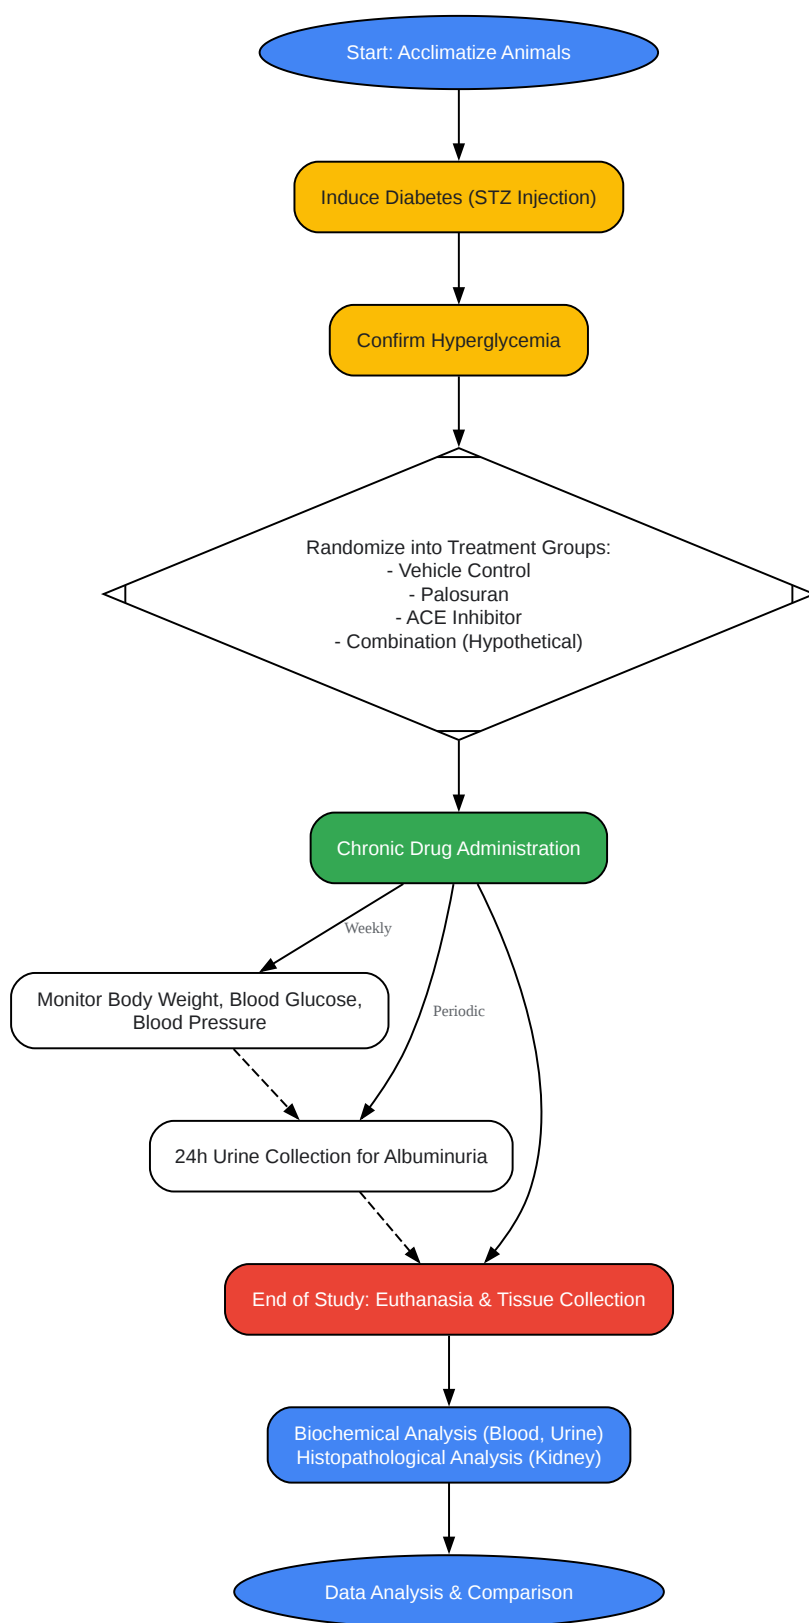 Start: Acclimatize Animals
Induce Diabetes (STZ Injection)
Confirm Hyperglycemia
Randomize into Treatment Groups:
- Vehicle Control
- Palosuran
- ACE Inhibitor
- Combination (Hypothetical)
Chronic Drug Administration
Weekly
Monitor Body Weight, Blood Glucose,
Blood Pressure
Periodic
24h Urine Collection for Albuminuria
End of Study: Euthanasia & Tissue Collection
Biochemical Analysis (Blood, Urine)
Histopathological Analysis (Kidney)
Data Analysis & Comparison